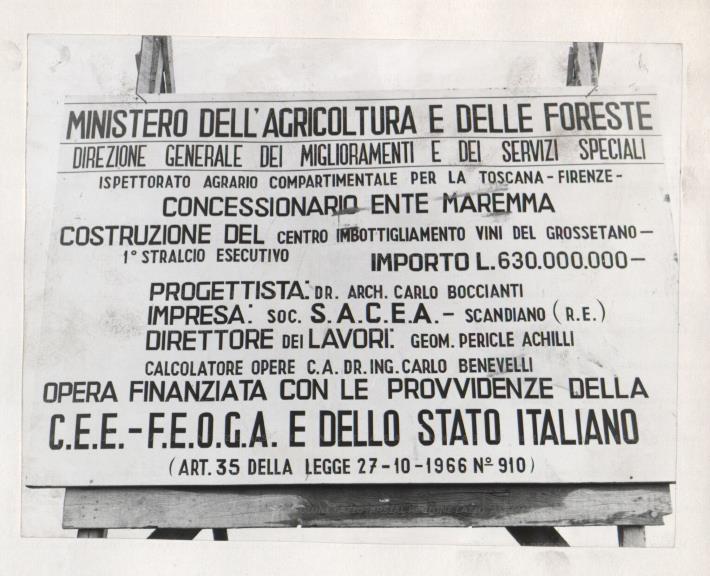 MINISTERO DELL'AGRICOLTURA E DELLE FORESTE
DIREZIONE GENERALE DEI MIGLIORAMENTI E DEI SERVIZI SPECIALI
ISPETTORATO AGRARIO COMPARTIMENTALE PER LA TOSCANA - FIRENZE -
CONCESSIONARIO ENTE MAREMMA
COSTRUZIONE DEL CENTRO IMBOTTIGLIAMENTO VINI DEL GROSSETANO —
1° STRALCIO ESECUTIVO IMPORTO L. 630.000.000 —
PROGETTISTA: DR. ARCH. CARLO BOCCIANTI
IMPRESA: SOC. S.A.C.E.A. - SCANDIANO (R.E.)
DIRETTORE DEI LAVORI: GEOM. PERICLE ACHILLI
CALCOLATORE OPERE C.A. DR. ING. CARLO BENEVELLI
OPERA FINANZIATA CON LE PROVVIDENZE DELLA
C.E.E. - F.E.O.G.A. E DELLO STATO ITALIANO
(ART. 35 DELLA LEGGE 27-10-1966 N° 910)